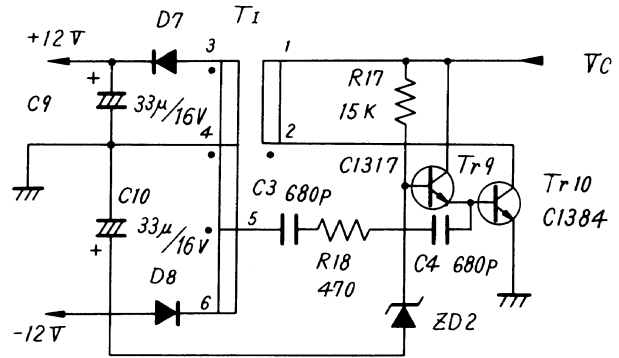 D7
T1
+12V
3
1
Vc
+
R17
15K
C9
33μ/16V
4
2
C1317
Tr9
Tr10
C1384
C10
C3
680P
33μ/16V
5
+
R18
470
C4
680P
D8
6
-12V
ZD2